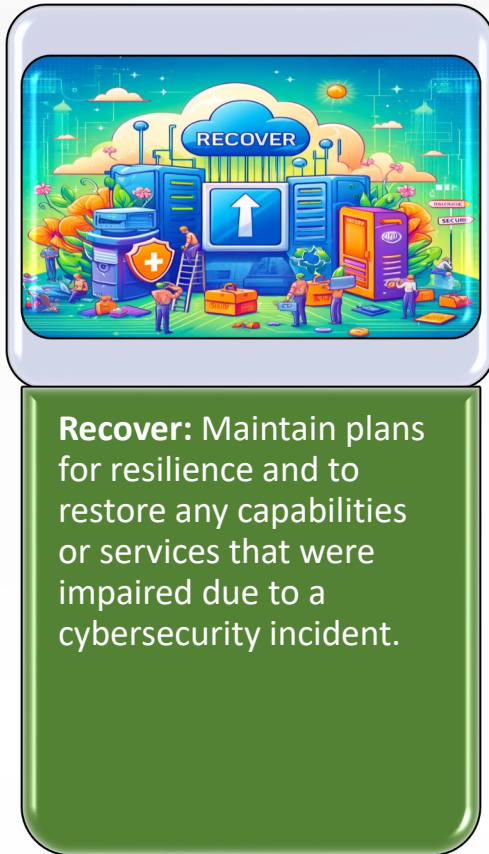 RECOVER
SECURE
Recover: Maintain plans
for resilience and to
restore any capabilities
or services that were
impaired due to a
cybersecurity incident.